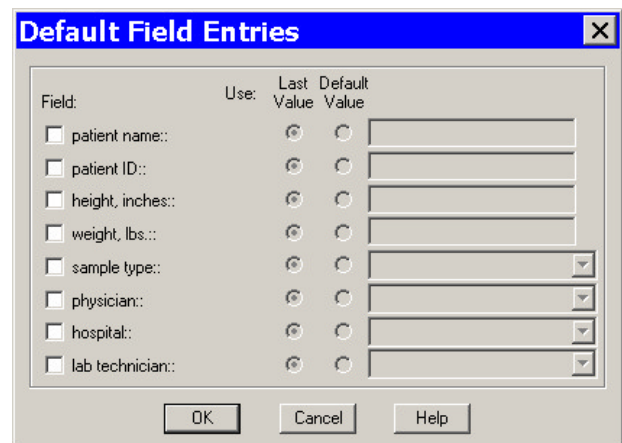 Default Field Entries
Field: Use: Last Value Default Value
patient name::
patient ID::
height, inches::
weight, lbs.::
sample type::
physician::
hospital::
lab technician::
OK Cancel Help